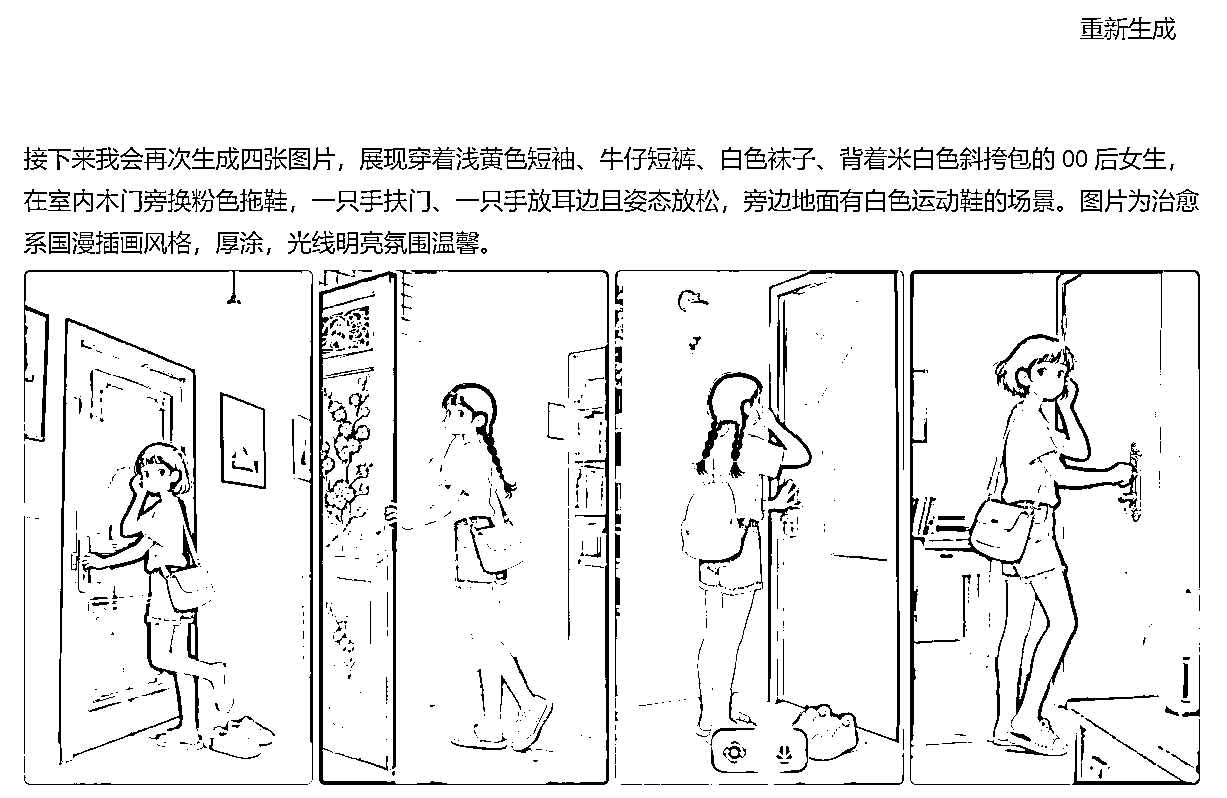 重新生成
接下来我会再次生成四张图片，展现穿着浅黄色短袖、牛仔短裤、白色袜子、背着米白色斜挎包的 00 后女生，
在室内木门旁换粉色拖鞋，一只手扶门、一只手放耳边且姿态放松，旁边地面有白色运动鞋的场景。图片为治愈
系国漫插画风格，厚涂，光线明亮氛围温馨。